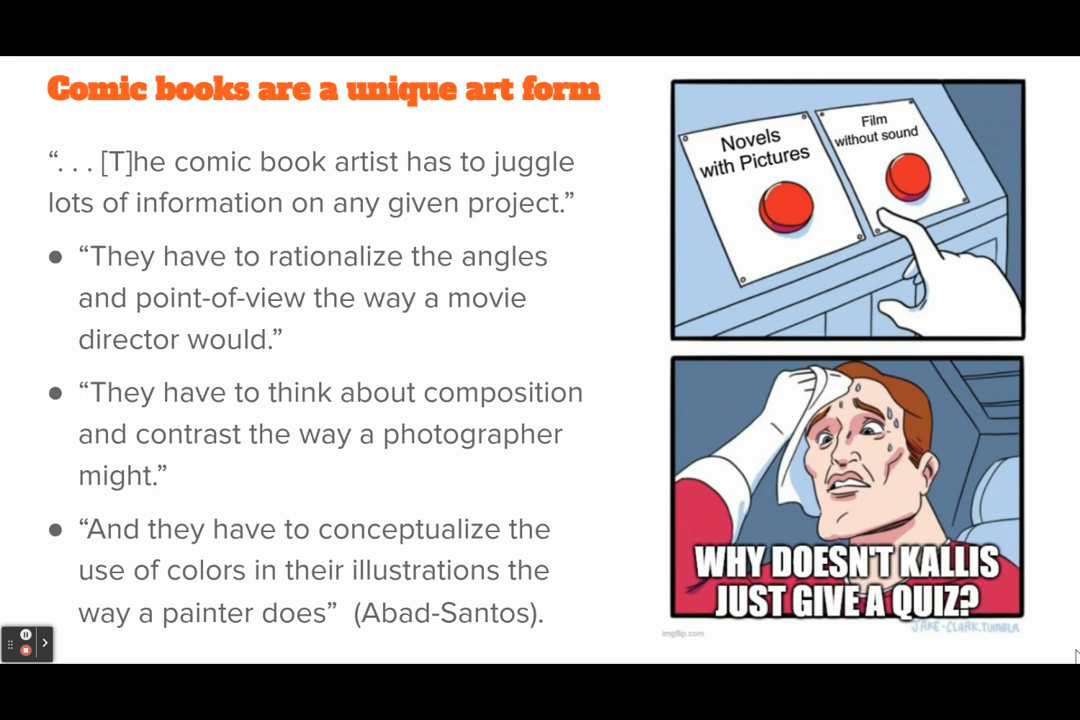 Comic books are a unique art form
“. . . [T]he comic book artist has to juggle
lots of information on any given project.”
● “They have to rationalize the angles
and point-of-view the way a movie
director would.”
● “They have to think about composition
and contrast the way a photographer
might.”
● “And they have to conceptualize the
use of colors in their illustrations the
way a painter does” (Abad-Santos).
Novels
with Pictures
Film
without sound
WHY DOESN'T KALLIS
JUST GIVE A QUIZ?
imgflip.com
JAKE-CLARK.TUMBLR